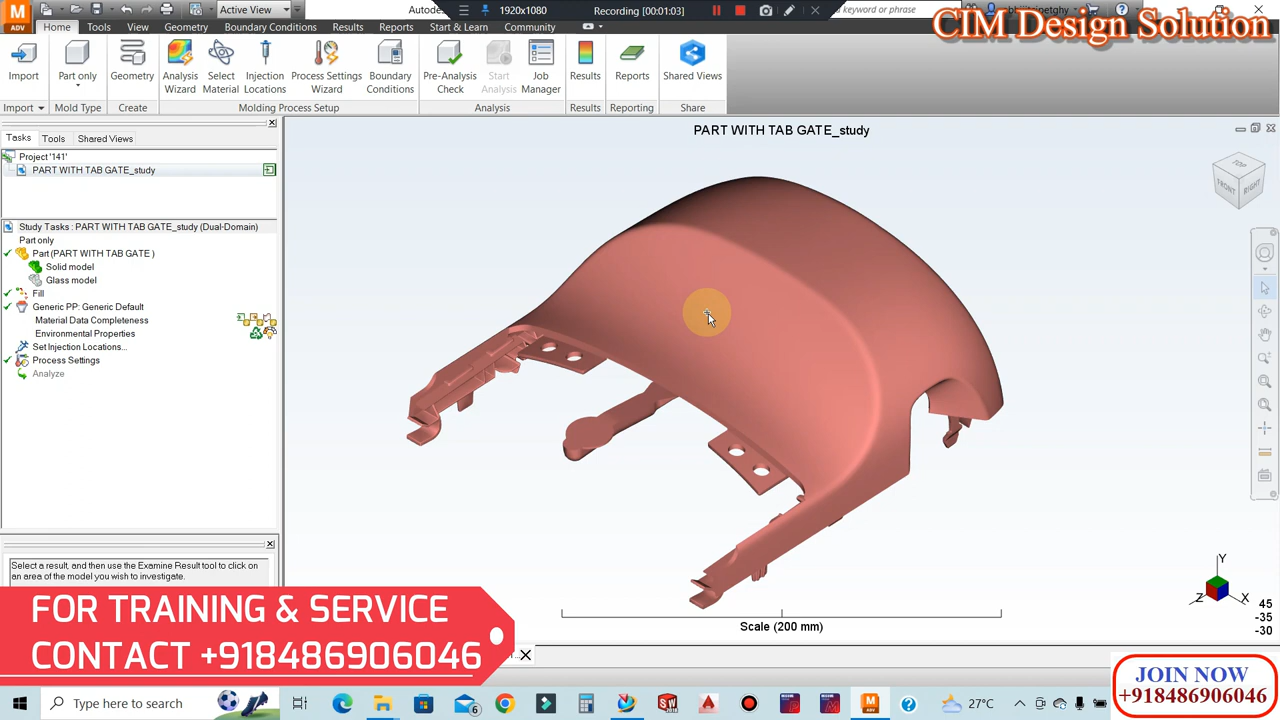 Active View
Autodes
1920x1080
Recording [00:01:03]
keyword or phrase
CIM Design Solution
M
ADV
Home
Tools
View
Geometry
Boundary Conditions
Results
Reports
Start & Learn
Community
Import
Part only
Geometry
Analysis
Wizard
Select
Material
Injection
Locations
Process Settings
Wizard
Boundary
Conditions
Pre-Analysis
Check
Start
Analysis
Job
Manager
Results
Reports
Shared Views
Import
Mold Type
Create
Molding Process Setup
Analysis
Results
Reporting
Share
Tasks
Tools
Shared Views
Project '141'
PART WITH TAB GATE_study
Study Tasks : PART WITH TAB GATE_study (Dual-Domain)
Part only
Part (PART WITH TAB GATE )
Solid model
Glass model
Fill
Generic PP: Generic Default
Material Data Completeness
Environmental Properties
Set Injection Locations...
Process Settings
Analyze
Select a result, and then use the Examine Result tool to click on
an area of the model you wish to investigate.
PART WITH TAB GATE_study
TOP
FRONT
RIGHT
Scale (200 mm)
Y
Z
X
45
-35
-30
FOR TRAINING & SERVICE
CONTACT +918486906046
JOIN NOW
+918486906046
Type here to search
6
27°C